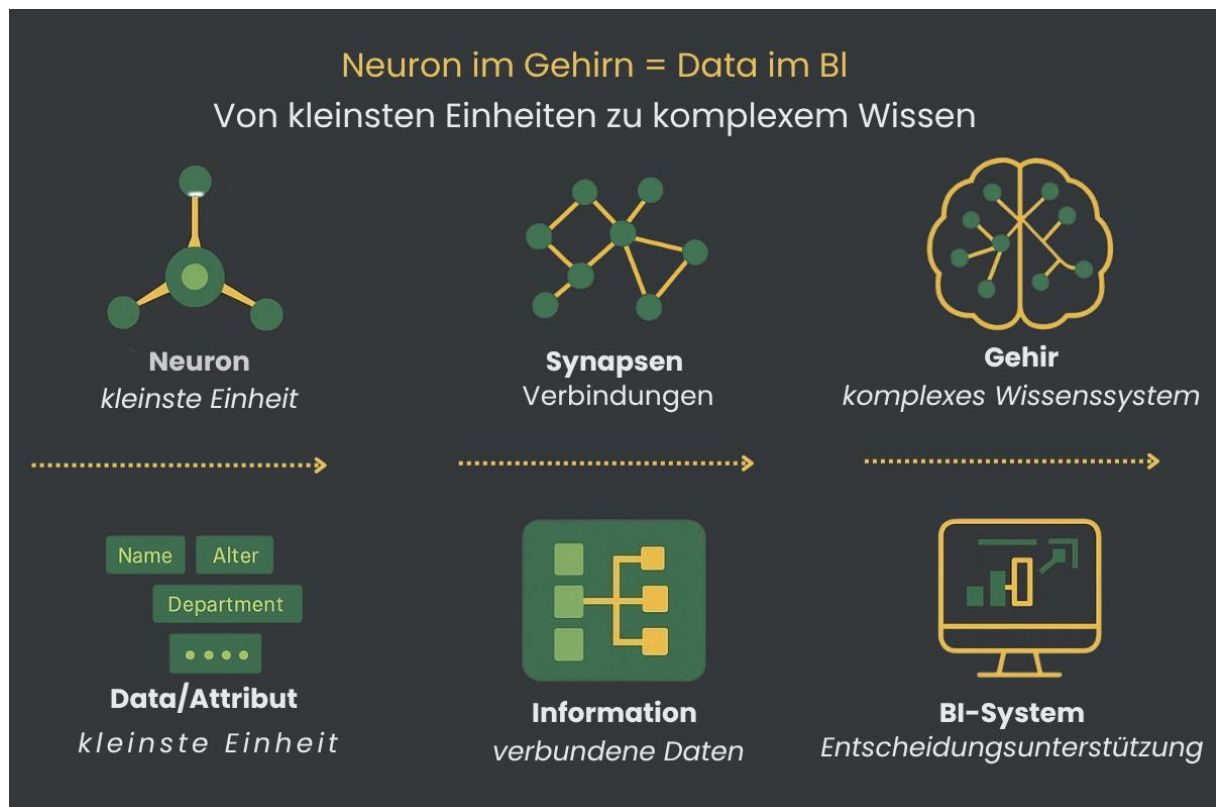 Neuron im Gehirn = Data im BI
Von kleinsten Einheiten zu komplexem Wissen
Neuron
kleinste Einheit
Synapsen
Verbindungen
Gehir
komplexes Wissenssystem
Name
Alter
Department
Data/Attribut
kleinste Einheit
Information
verbundene Daten
BI-System
Entscheidungsunterstützung